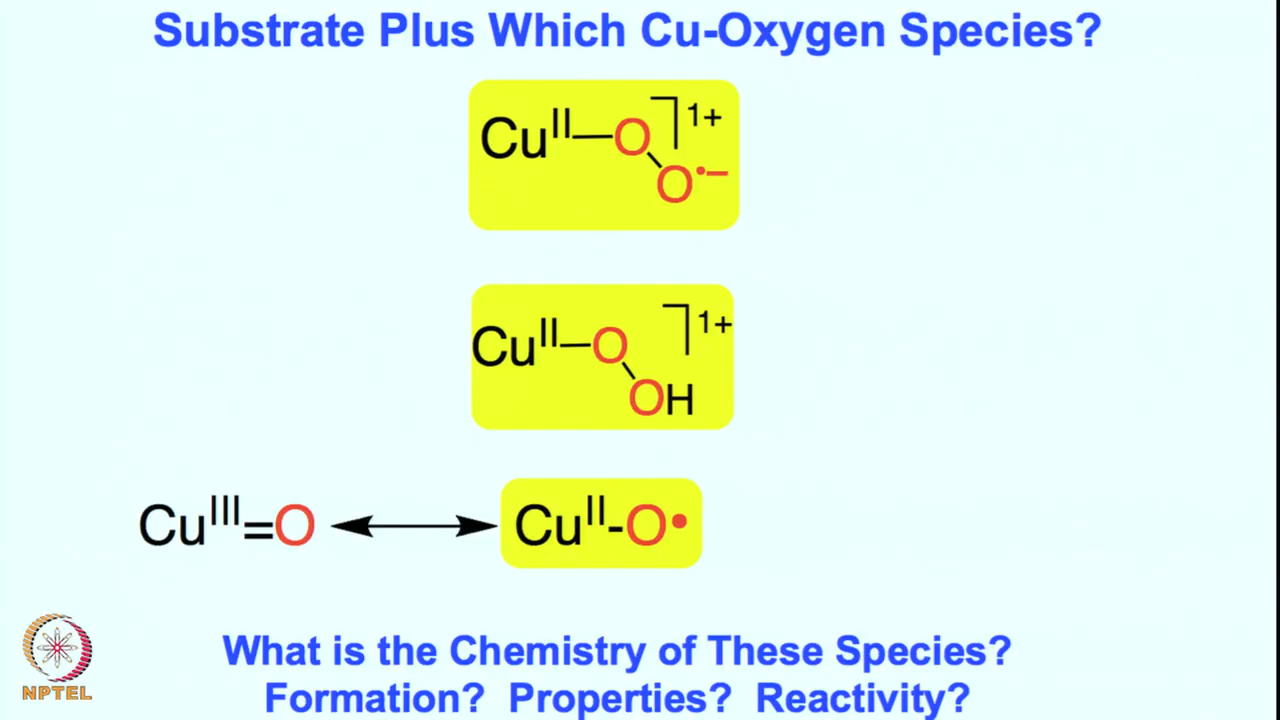 Substrate Plus Which Cu-Oxygen Species?
Cu^II—O ]1+
O•−
Cu^II—O ]1+
OH
Cu^III=O ⟷ Cu^II-O•
What is the Chemistry of These Species?
NPTEL
Formation? Properties? Reactivity?